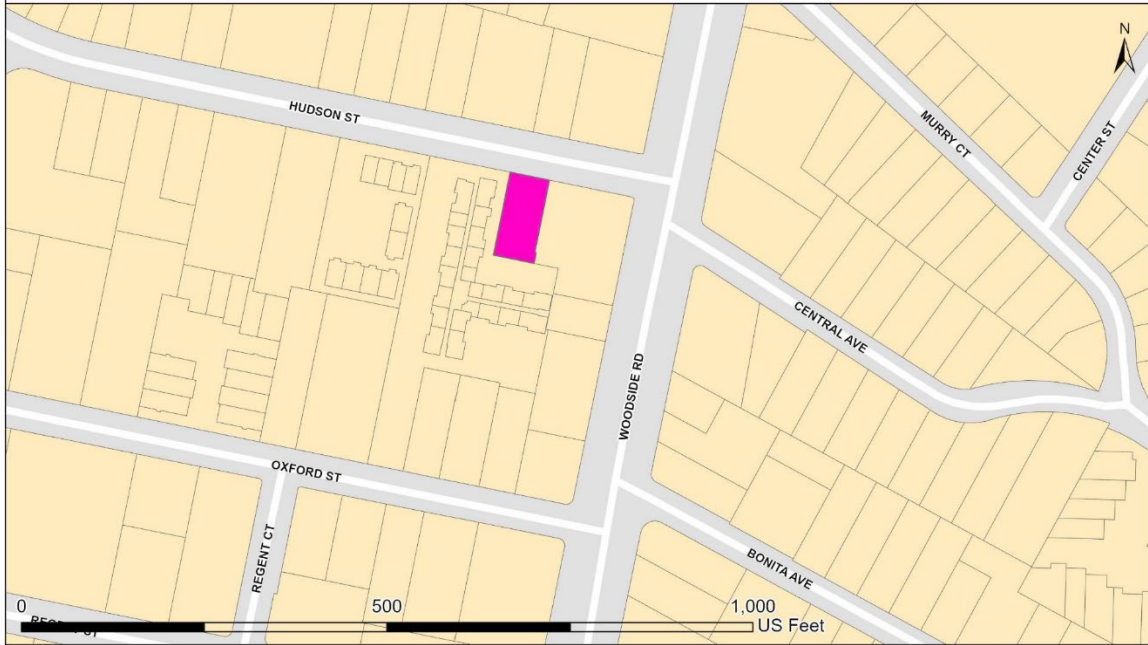 N
HUDSON ST
MURRY CT
CENTER ST
CENTRAL AVE
WOODSIDE RD
OXFORD ST
REGENT CT
BONITA AVE
0 500 1,000
US Feet
CT